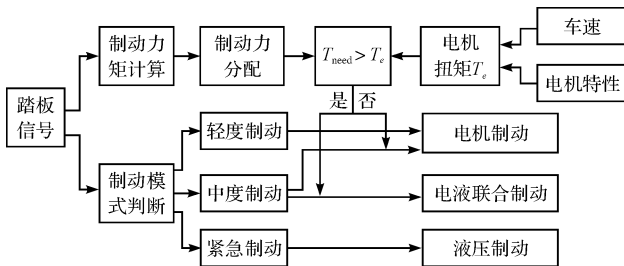 车速
制动力
矩计算
制动力
分配
Tneed > Te
电机
扭矩Te
电机特性
踏板
信号
是 否
轻度制动
电机制动
制动模
式判断
中度制动
电液联合制动
紧急制动
液压制动